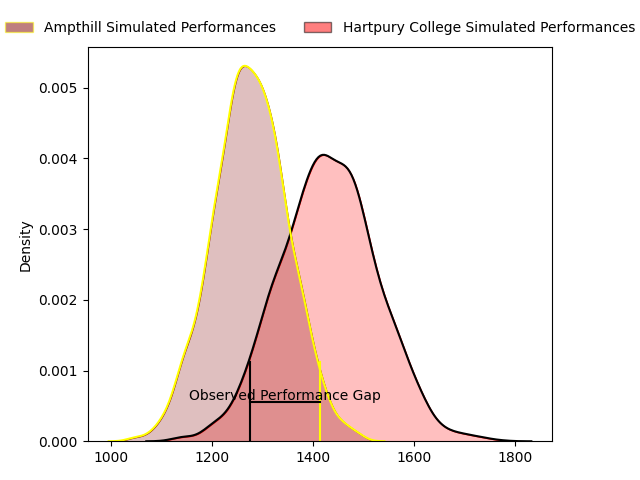 Ampthill Simulated Performances
Hartpury College Simulated Performances
Density
0.005
0.004
0.003
0.002
0.001
0.000
Observed Performance Gap
1000 1200 1400 1600 1800